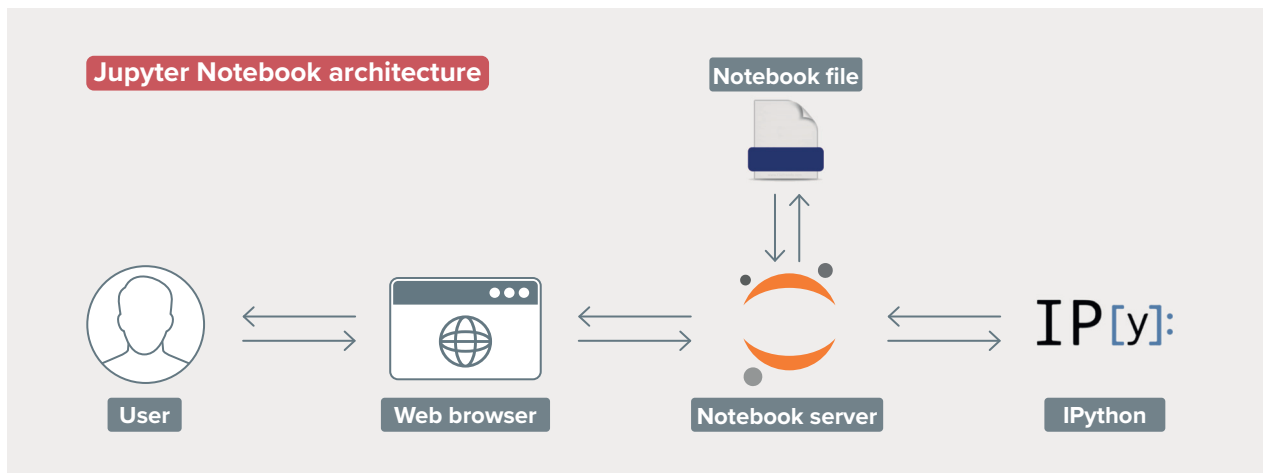 Jupyter Notebook architecture
Notebook file
IP[y]:
User
Web browser
Notebook server
IPython